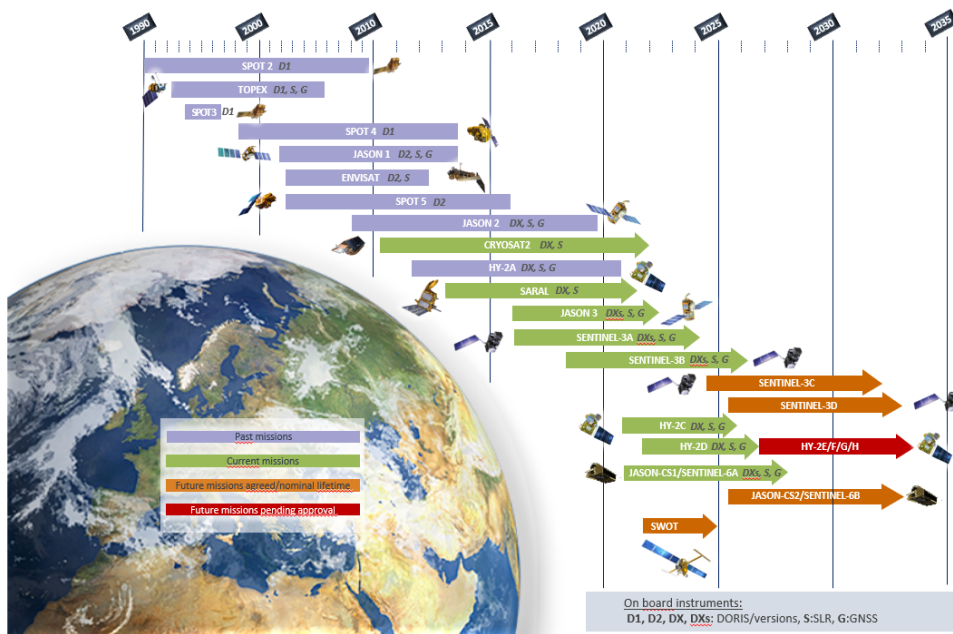 1990 2000 2010 2015 2020 2025 2030 2035
SPOT 2 D1
TOPEX D1, S, G
SPOT3 D1
SPOT 4 D1
JASON 1 D2, S, G
ENVISAT D2, S
SPOT 5 D2
JASON 2 DX, S, G
CRYOSAT2 DX, S
HY-2A DX, S, G
SARAL DX, S
JASON 3 DXs, S, G
SENTINEL-3A DXs, S, G
SENTINEL-3B DXs, S, G
SENTINEL-3C
SENTINEL-3D
HY-2C DX, S, G
HY-2D DX, S, G HY-2E/F/G/H
JASON-CS1/SENTINEL-6A DXs, S, G
JASON-CS2/SENTINEL-6B
SWOT
Past missions
Current missions
Future missions agreed/nominal lifetime
Future missions pending approval
On board instruments:
D1, D2, DX, DXs: DORIS/versions, S:SLR, G:GNSS